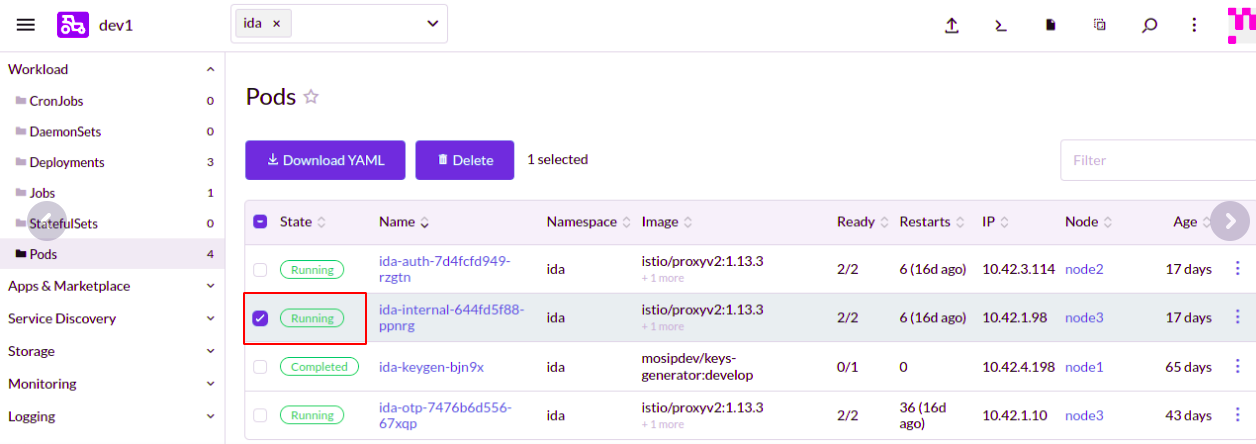 dev1
ida ×
Workload
CronJobs 0
DaemonSets 0
Deployments 3
Jobs 1
StatefulSets 0
Pods 4
Apps & Marketplace
Service Discovery
Storage
Monitoring
Logging
Pods
Download YAML Delete 1 selected Filter
State Name Namespace Image Ready Restarts IP Node Age
Running ida-auth-7d4fcfd949- ida istio/proxyv2:1.13.3 2/2 6 (16d ago) 10.42.3.114 node2 17 days
rzgtn + 1 more
Running ida-internal-644fd5f88- ida istio/proxyv2:1.13.3 2/2 6 (16d ago) 10.42.1.98 node3 17 days
ppnrg + 1 more
Completed ida-keygen-bjn9x ida mosipdev/keys- 0/1 0 10.42.4.198 node1 65 days
generator:develop
Running ida-otp-7476b6d556- ida istio/proxyv2:1.13.3 2/2 36 (16d 10.42.1.10 node3 43 days
67xqp + 1 more ago)